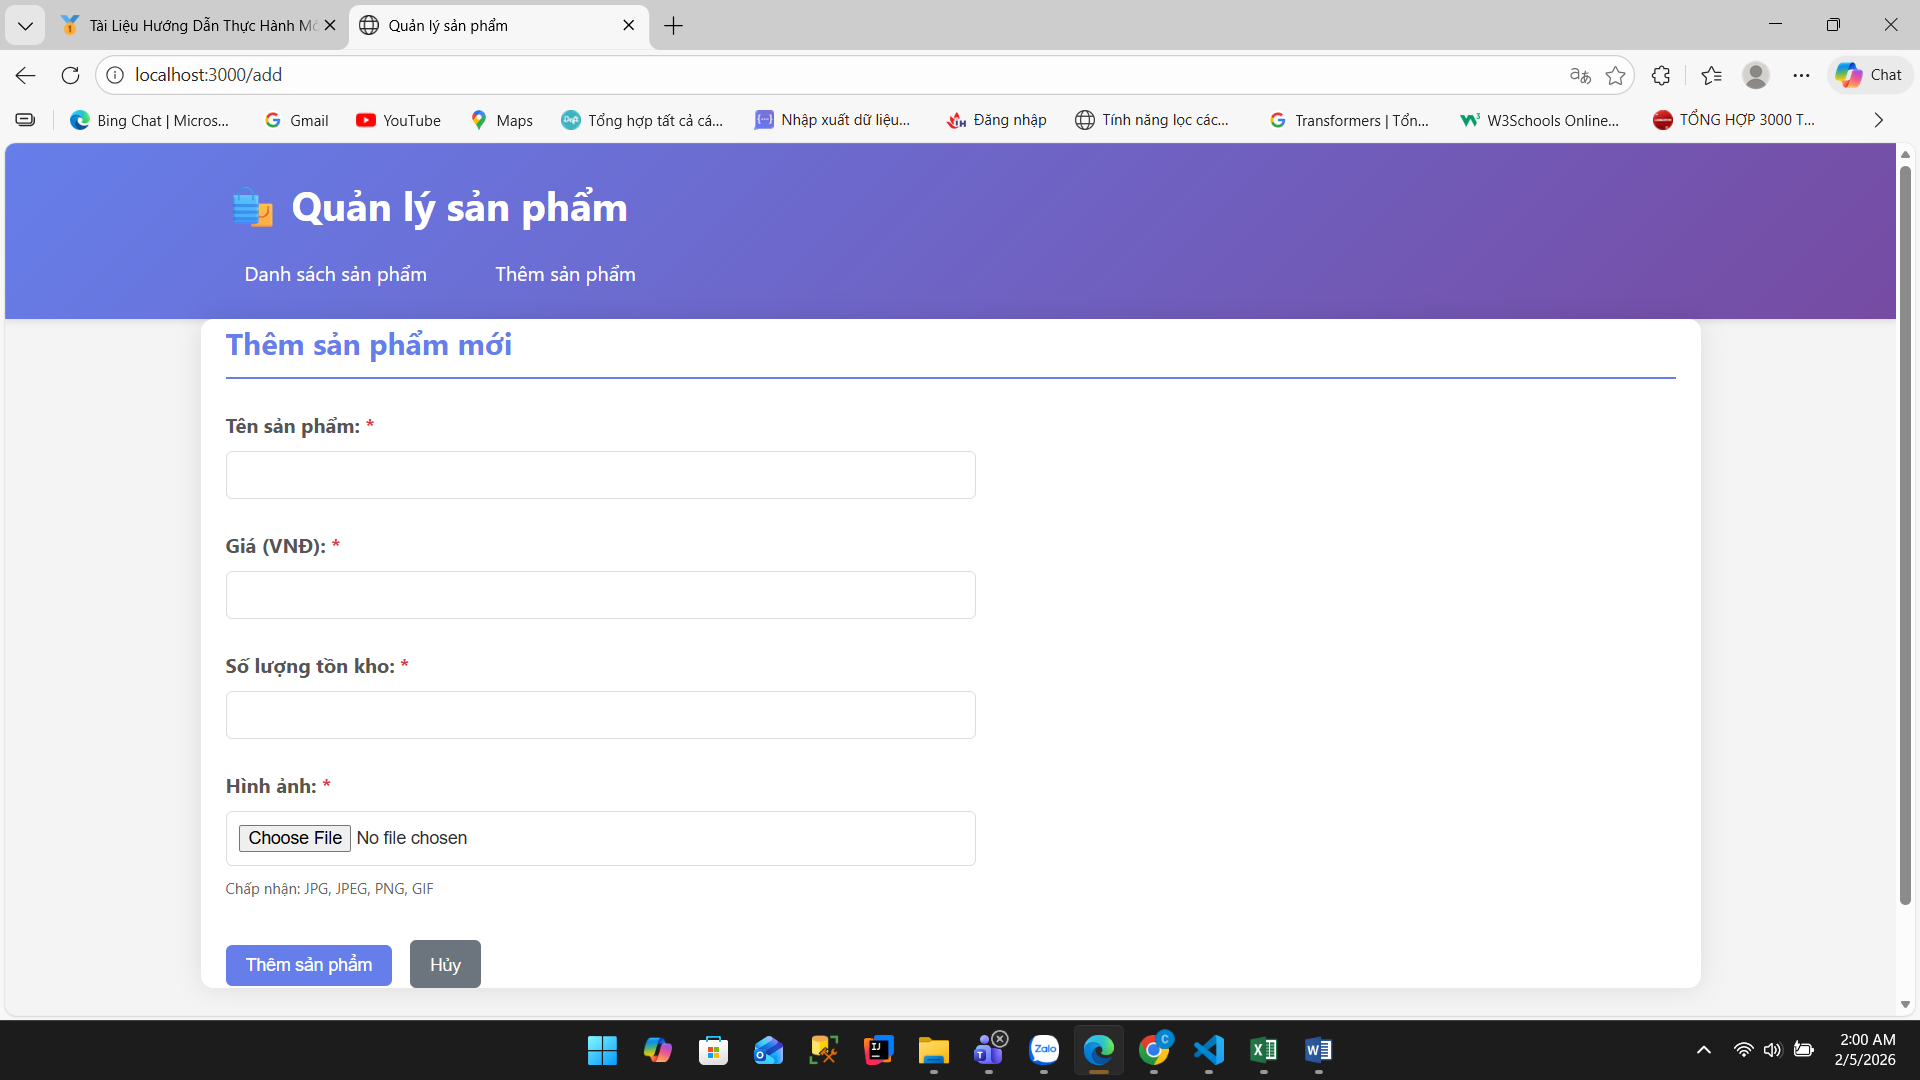 Tài Liệu Hướng Dẫn Thực Hành Mô
Quản lý sản phẩm
localhost:3000/add
Chat
Bing Chat | Micros...
Gmail
YouTube
Maps
Tổng hợp tất cả cá...
Nhập xuất dữ liệu...
Đăng nhập
Tính năng lọc các...
Transformers | Tổn...
W3Schools Online...
TỔNG HỢP 3000 T...
Quản lý sản phẩm
Danh sách sản phẩm
Thêm sản phẩm
Thêm sản phẩm mới
Tên sản phẩm: *
Giá (VNĐ): *
Số lượng tồn kho: *
Hình ảnh: *
Choose File No file chosen
Chấp nhận: JPG, JPEG, PNG, GIF
Thêm sản phẩm
Hủy
Zalo
2:00 AM
2/5/2026